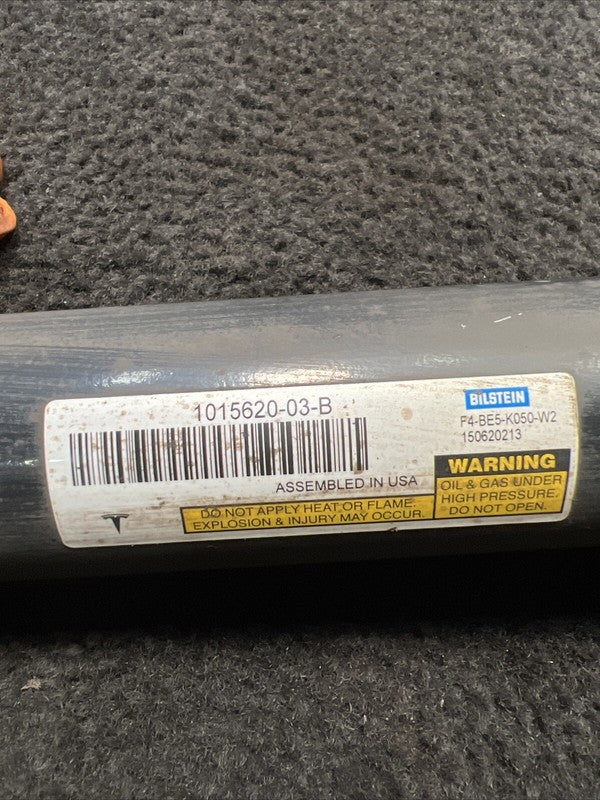 1015620-03-B
BILSTEIN
F4-BE5-K050-W2
150620213
ASSEMBLED IN USA
WARNING
OIL & GAS UNDER
HIGH PRESSURE.
DO NOT OPEN.
DO NOT APPLY HEAT OR FLAME:
EXPLOSION & INJURY MAY OCCUR.